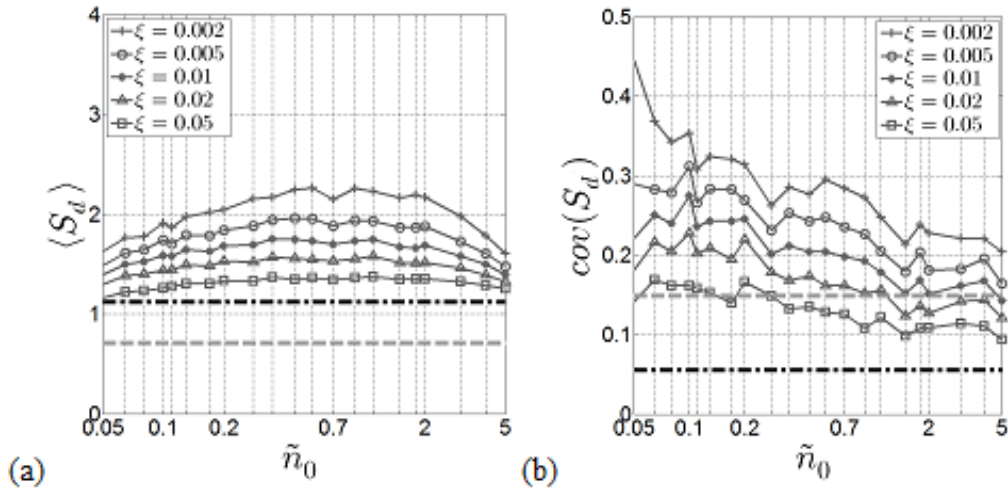 4
3
2
1
0
⟨S_d⟩
ξ = 0.002
ξ = 0.005
ξ = 0.01
ξ = 0.02
ξ = 0.05
0.05 0.1 0.2 0.7 2 5
ñ_0
(a)
0.5
0.4
0.3
0.2
0.1
0
cov(S_d)
ξ = 0.002
ξ = 0.005
ξ = 0.01
ξ = 0.02
ξ = 0.05
0.05 0.1 0.2 0.7 2 5
ñ_0
(b)